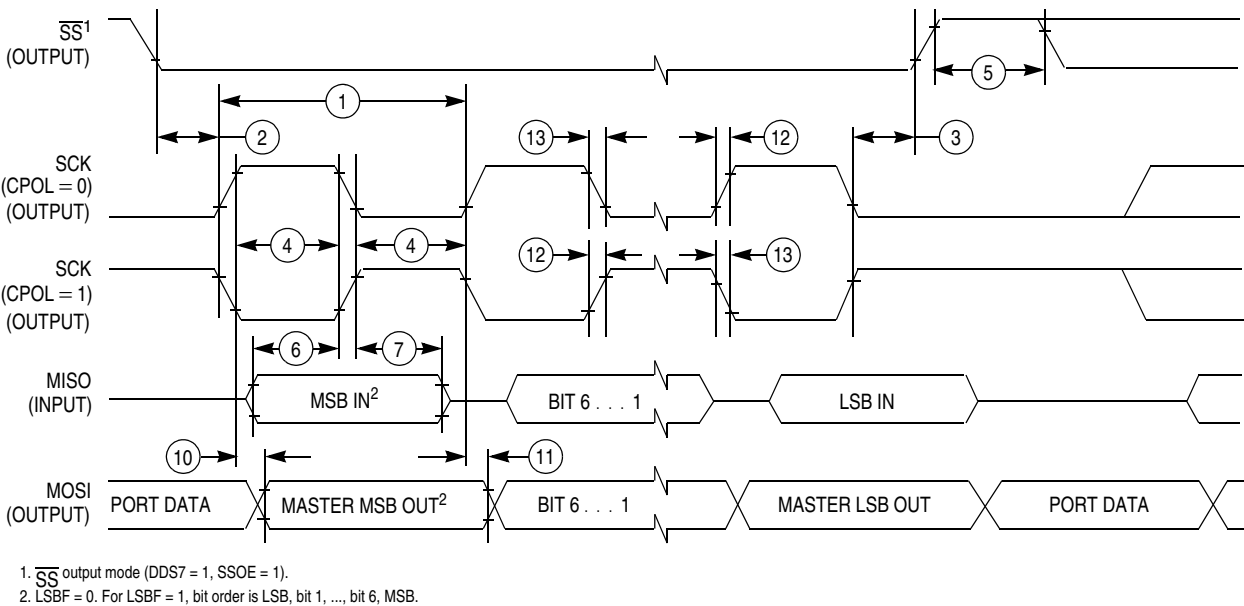 SS1
(OUTPUT)
1
5
2
13
12
3
SCK
(CPOL = 0)
(OUTPUT)
4
4
12
13
SCK
(CPOL = 1)
(OUTPUT)
6
7
MISO
(INPUT)
MSB IN2
BIT 6 . . . 1
LSB IN
10
11
MOSI
(OUTPUT)
PORT DATA
MASTER MSB OUT2
BIT 6 . . . 1
MASTER LSB OUT
PORT DATA
1. SS output mode (DDS7 = 1, SSOE = 1).
2. LSBF = 0. For LSBF = 1, bit order is LSB, bit 1, ..., bit 6, MSB.